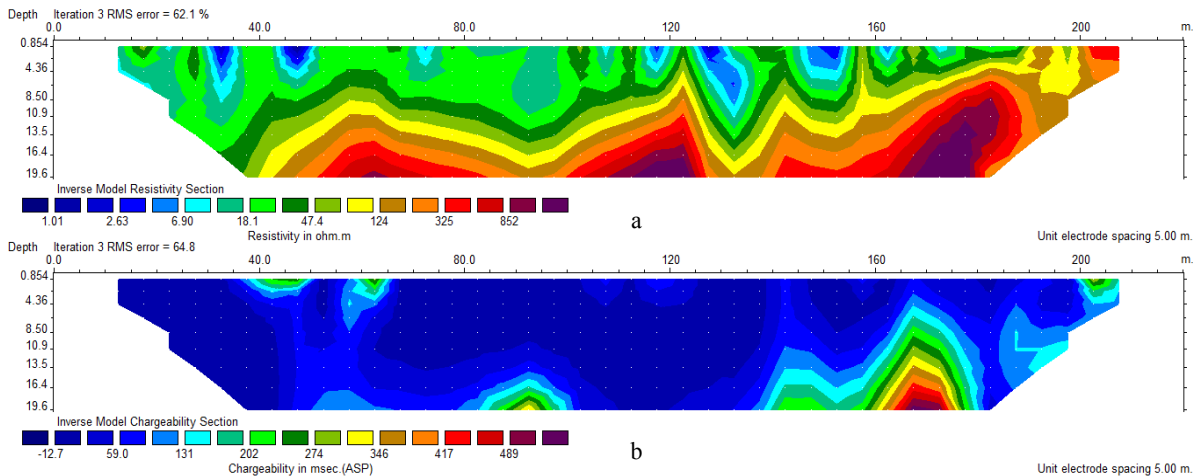 Depth Iteration 3 RMS error = 62.1 %
0.0 40.0 80.0 120 160 200 m.
0.854
4.36
8.50
10.9
13.5
16.4
19.6
Inverse Model Resistivity Section
1.01 2.63 6.90 18.1 47.4 124 325 852
Resistivity in ohm.m
a
Unit electrode spacing 5.00 m.
Depth Iteration 3 RMS error = 64.8
0.0 40.0 80.0 120 160 200 m.
0.854
4.36
8.50
10.9
13.5
16.4
19.6
Inverse Model Chargeability Section
-12.7 59.0 131 202 274 346 417 489
Chargeability in msec.(ASP)
b
Unit electrode spacing 5.00 m.